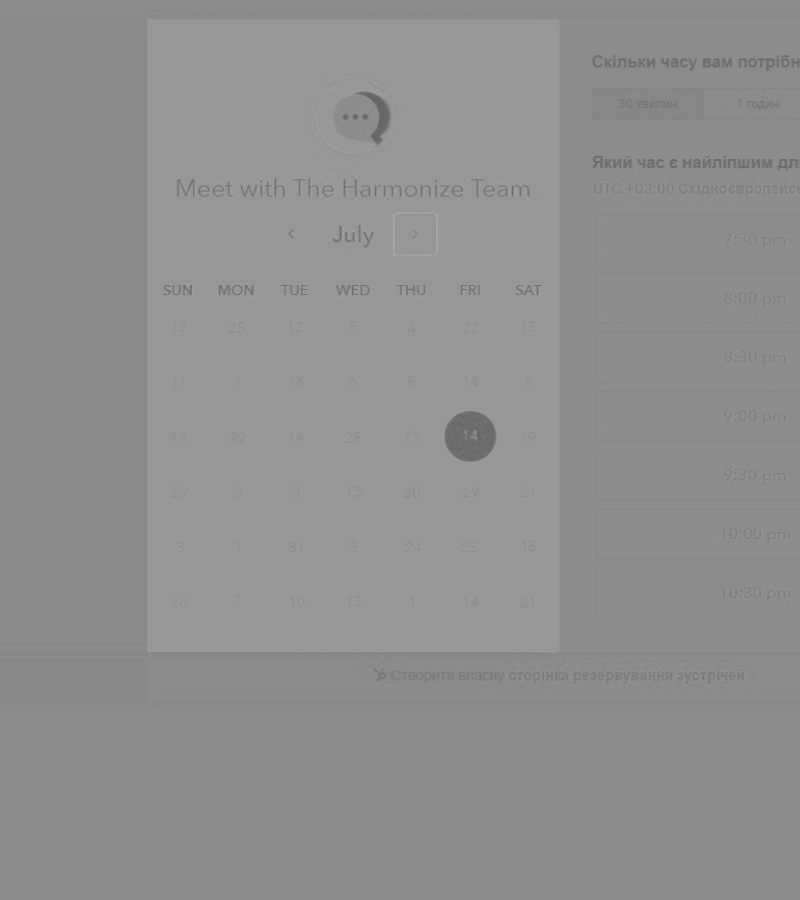 Meet with The Harmonize Team
July
SUN MON TUE WED THU FRI SAT
12 25 12 5 4 22 15
11 1 16 6 5 14 8
18 22 14 25 13 14 19
29 3 3 13 20 29 21
3 1 31 9 24 25 15
28 7 10 13 1 14 21
Скільки часу вам потрібн
30 хвилин 1 годин
Який час є найліпшим для
UTC +03:00 Східноєвропейсь
7:30 pm
8:00 pm
8:30 pm
9:00 pm
9:30 pm
10:00 pm
10:30 pm
Створити власну сторінка резервування зустрічей